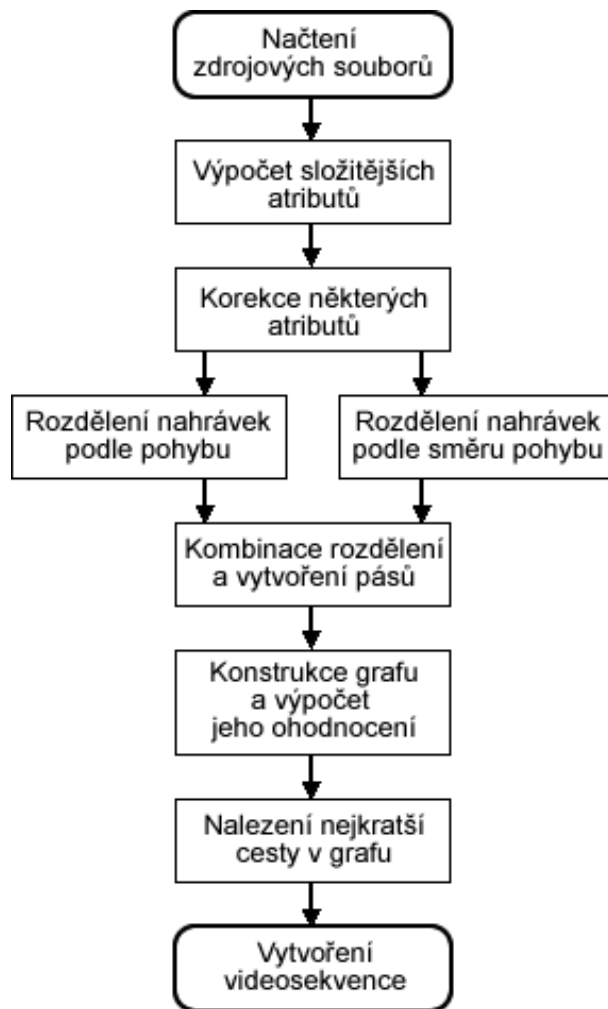 Načtení
zdrojových souborů
Výpočet složitějších
atributů
Korekce některých
atributů
Rozdělení nahrávek
podle pohybu
Rozdělení nahrávek
podle směru pohybu
Kombinace rozdělení
a vytvoření pásů
Konstrukce grafu
a výpočet
jeho ohodnocení
Nalezení nejkratší
cesty v grafu
Vytvoření
videosekvence